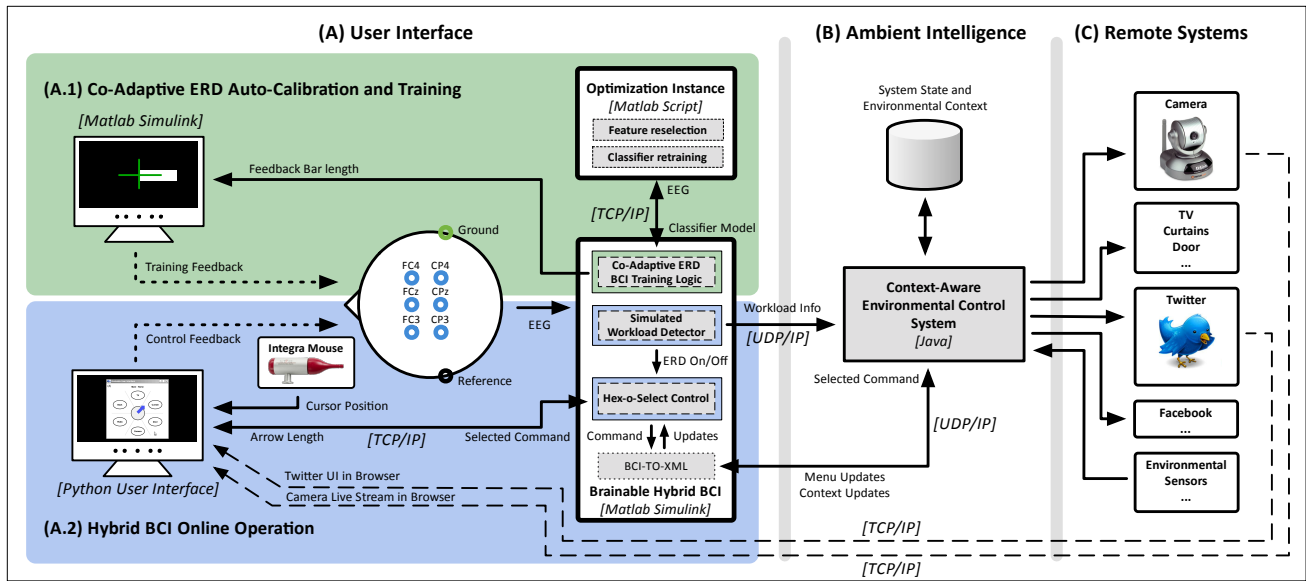 (A) User Interface
(B) Ambient Intelligence
(C) Remote Systems
(A.1) Co-Adaptive ERD Auto-Calibration and Training
[Matlab Simulink]
Feedback Bar length
Training Feedback
Optimization Instance
[Matlab Script]
Feature reselection
Classifier retraining
EEG
[TCP/IP]
Classifier Model
Ground
FC4 CP4
FCz CPz
FC3 CP3
Reference
EEG
Co-Adaptive ERD
BCI Training Logic
Simulated
Workload Detector
ERD On/Off
Hex-o-Select Control
Command Updates
BCI-TO-XML
Brainable Hybrid BCI
[Matlab Simulink]
Control Feedback
Integra Mouse
Cursor Position
Arrow Length
[TCP/IP]
Selected Command
Twitter UI in Browser
Camera Live Stream in Browser
[Python User Interface]
(A.2) Hybrid BCI Online Operation
System State and
Environmental Context
Workload Info
[UDP/IP]
Context-Aware
Environmental Control
System
[Java]
Selected Command
[UDP/IP]
Menu Updates
Context Updates
[TCP/IP]
[TCP/IP]
Camera
TV
Curtains
Door
...
Twitter
Facebook
...
Environmental
Sensors
...